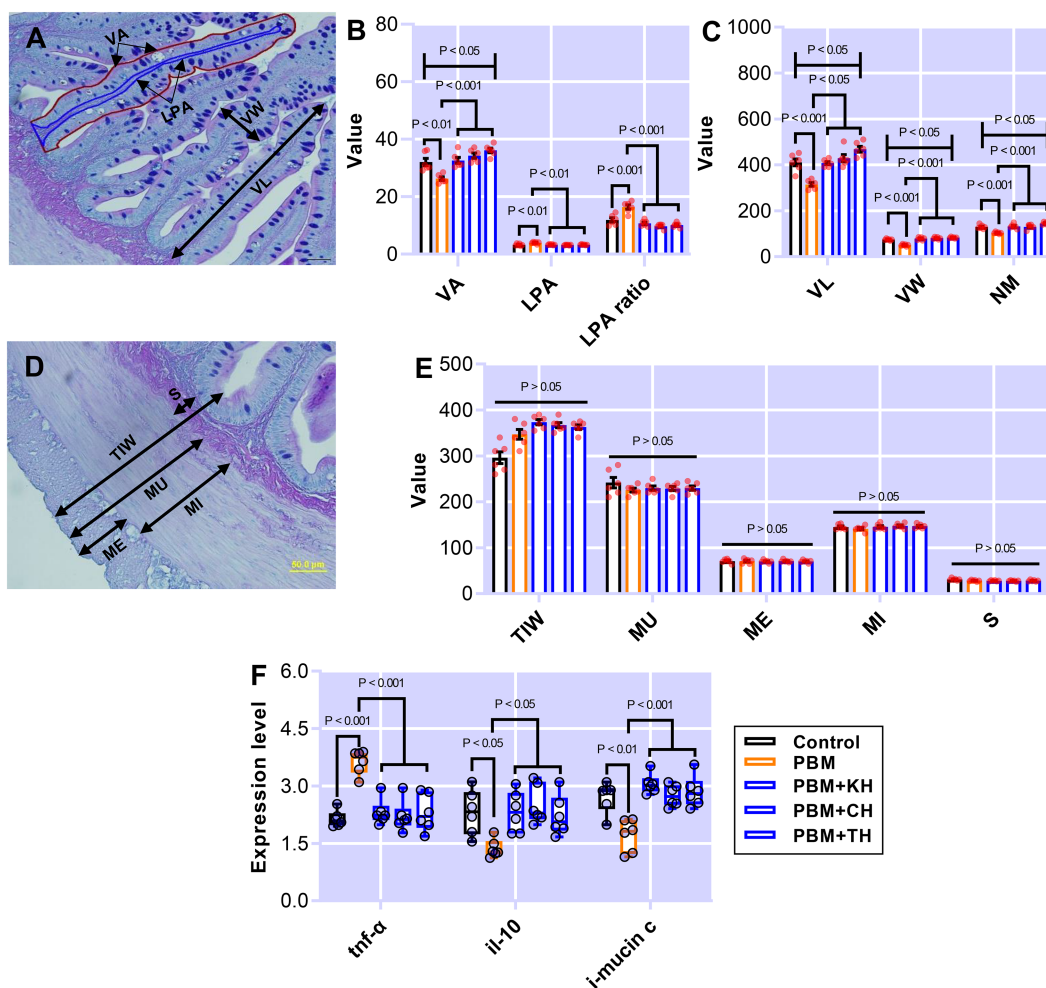 A
VA
LPA
VW
VL
B
Value
80
60
40
20
0
P < 0.05
P < 0.001
P < 0.01
P < 0.01
P < 0.01
P < 0.001
P < 0.001
VA
LPA
LPA ratio
C
Value
1000
800
600
400
200
0
P < 0.05
P < 0.05
P < 0.001
P < 0.05
P < 0.001
P < 0.001
P < 0.05
P < 0.001
P < 0.001
VL
VW
NM
D
S
TIW
MU
MI
ME
50.0 µm
E
Value
500
400
300
200
100
0
P > 0.05
P > 0.05
P > 0.05
P > 0.05
P > 0.05
TIW
MU
ME
MI
S
F
Expression level
6.0
4.5
3.0
1.5
0.0
P < 0.001
P < 0.001
P < 0.05
P < 0.05
P < 0.001
P < 0.01
tnf-α
il-10
i-mucin c
Control
PBM
PBM+KH
PBM+CH
PBM+TH